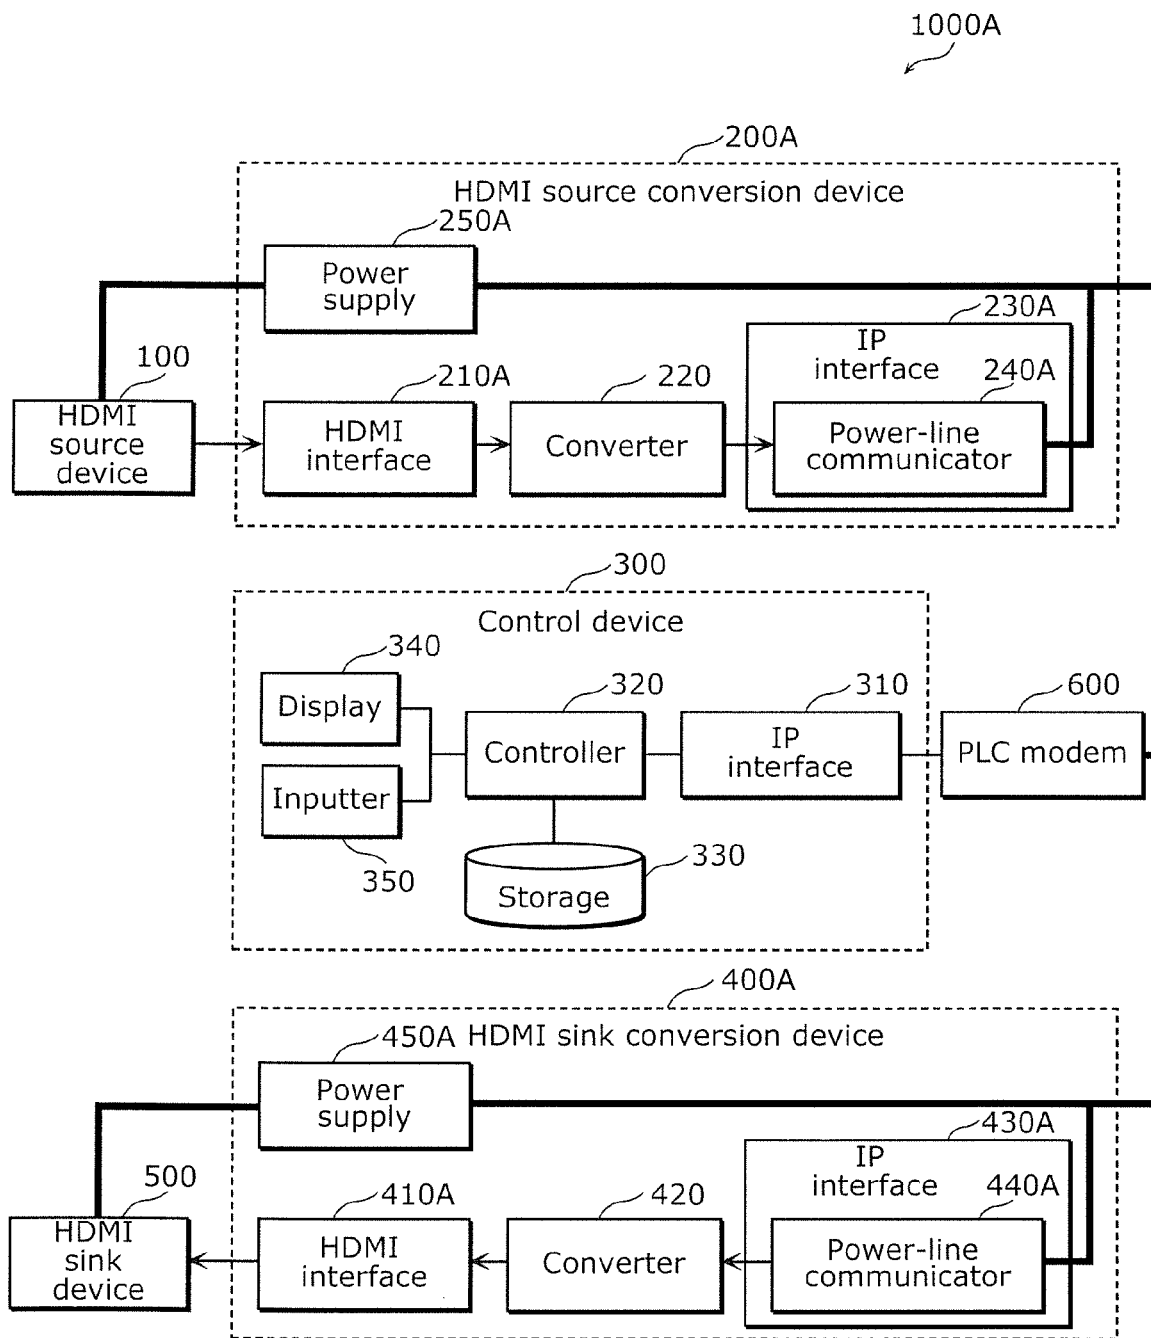 1000A
200A
HDMI source conversion device
250A
Power
supply
230A
IP
interface
100
210A
220
240A
HDMI
source
device
HDMI
interface
Converter
Power-line
communicator
300
Control device
340
320
310
600
Display
Controller
IP
interface
PLC modem
Inputter
350
330
Storage
400A
HDMI sink conversion device
450A
Power
supply
430A
IP
interface
500
410A
420
440A
HDMI
sink
device
HDMI
interface
Converter
Power-line
communicator